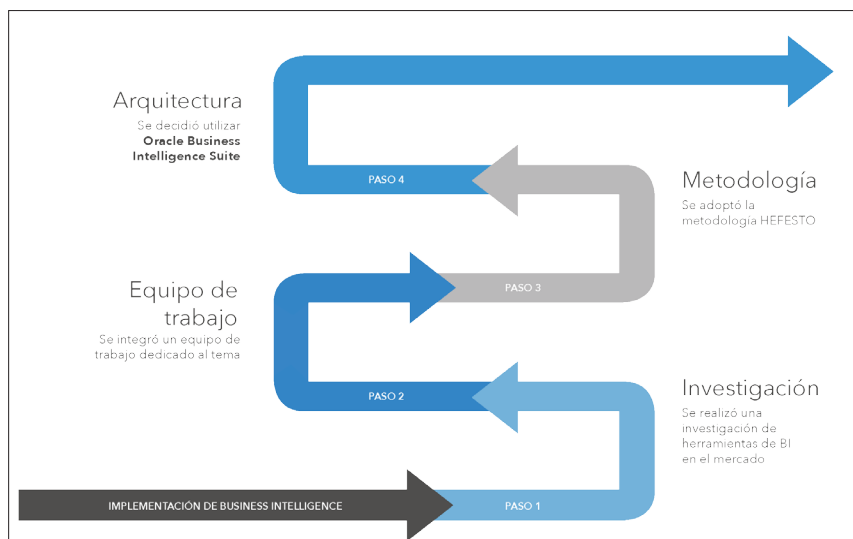 Arquitectura
Se decidió utilizar
Oracle Business
Intelligence Suite
PASO 4
Metodología
Se adoptó la
metodología HEFESTO
Equipo de
trabajo
Se integró un equipo de
trabajo dedicado al tema
PASO 3
PASO 2
Investigación
Se realizó una
investigación de
herramientas de BI
en el mercado
IMPLEMENTACIÓN DE BUSINESS INTELLIGENCE
PASO 1